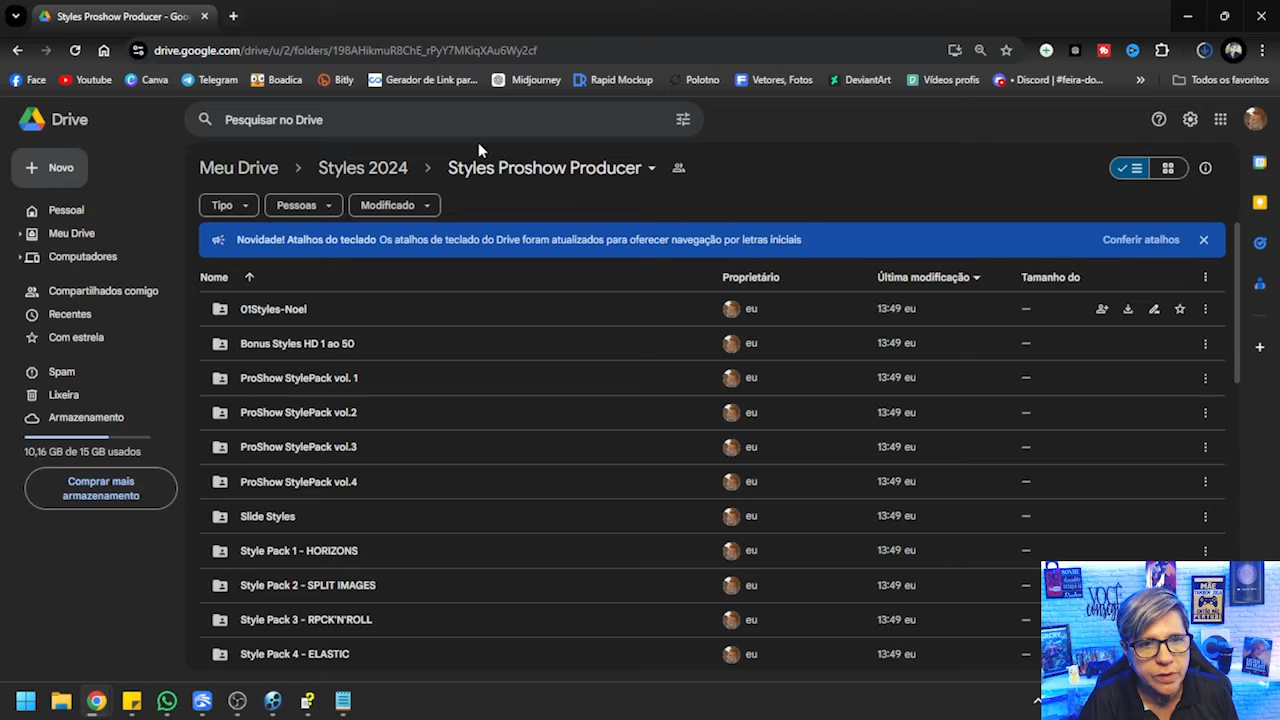 Styles Proshow Producer - Goo
drive.google.com/drive/u/2/folders/198AHikmuR8ChE_rPyY7MKiqXAu6Wy2cf
Face
Youtube
Canva
Telegram
Boadica
Bitly
Gerador de Link par...
Midjourney
Rapid Mockup
Polotno
Vetores, Fotos
DeviantArt
Vídeos profis
• Discord | #feira-do...
Todos os favoritos
Drive
Pesquisar no Drive
Novo
Meu Drive
Styles 2024
Styles Proshow Producer
Pessoal
Tipo
Pessoas
Modificado
Meu Drive
Novidade! Atalhos do teclado Os atalhos de teclado do Drive foram atualizados para oferecer navegação por letras iniciais
Conferir atalhos
Computadores
Nome
Proprietário
Última modificação
Tamanho do
Compartilhados comigo
01Styles-Noel
eu
13:49 eu
—
Recentes
Com estrela
Bonus Styles HD 1 ao 50
eu
13:49 eu
—
Spam
ProShow StylePack vol. 1
eu
13:49 eu
—
Lixeira
Armazenamento
ProShow StylePack vol.2
eu
13:49 eu
—
10,16 GB de 15 GB usados
ProShow StylePack vol.3
eu
13:49 eu
—
Comprar mais
armazenamento
ProShow StylePack vol.4
eu
13:49 eu
—
Slide Styles
eu
13:49 eu
—
Style Pack 1 - HORIZONS
eu
13:49 eu
—
Style Pack 2 - SPLIT IMAGES
eu
13:49 eu
—
Style Pack 3 - RPCK'N'ROLL
eu
13:49 eu
—
Style Pack 4 - ELASTIC
eu
13:49 eu
—
VOCÊ
MÃE
TAMBÉM JOGA